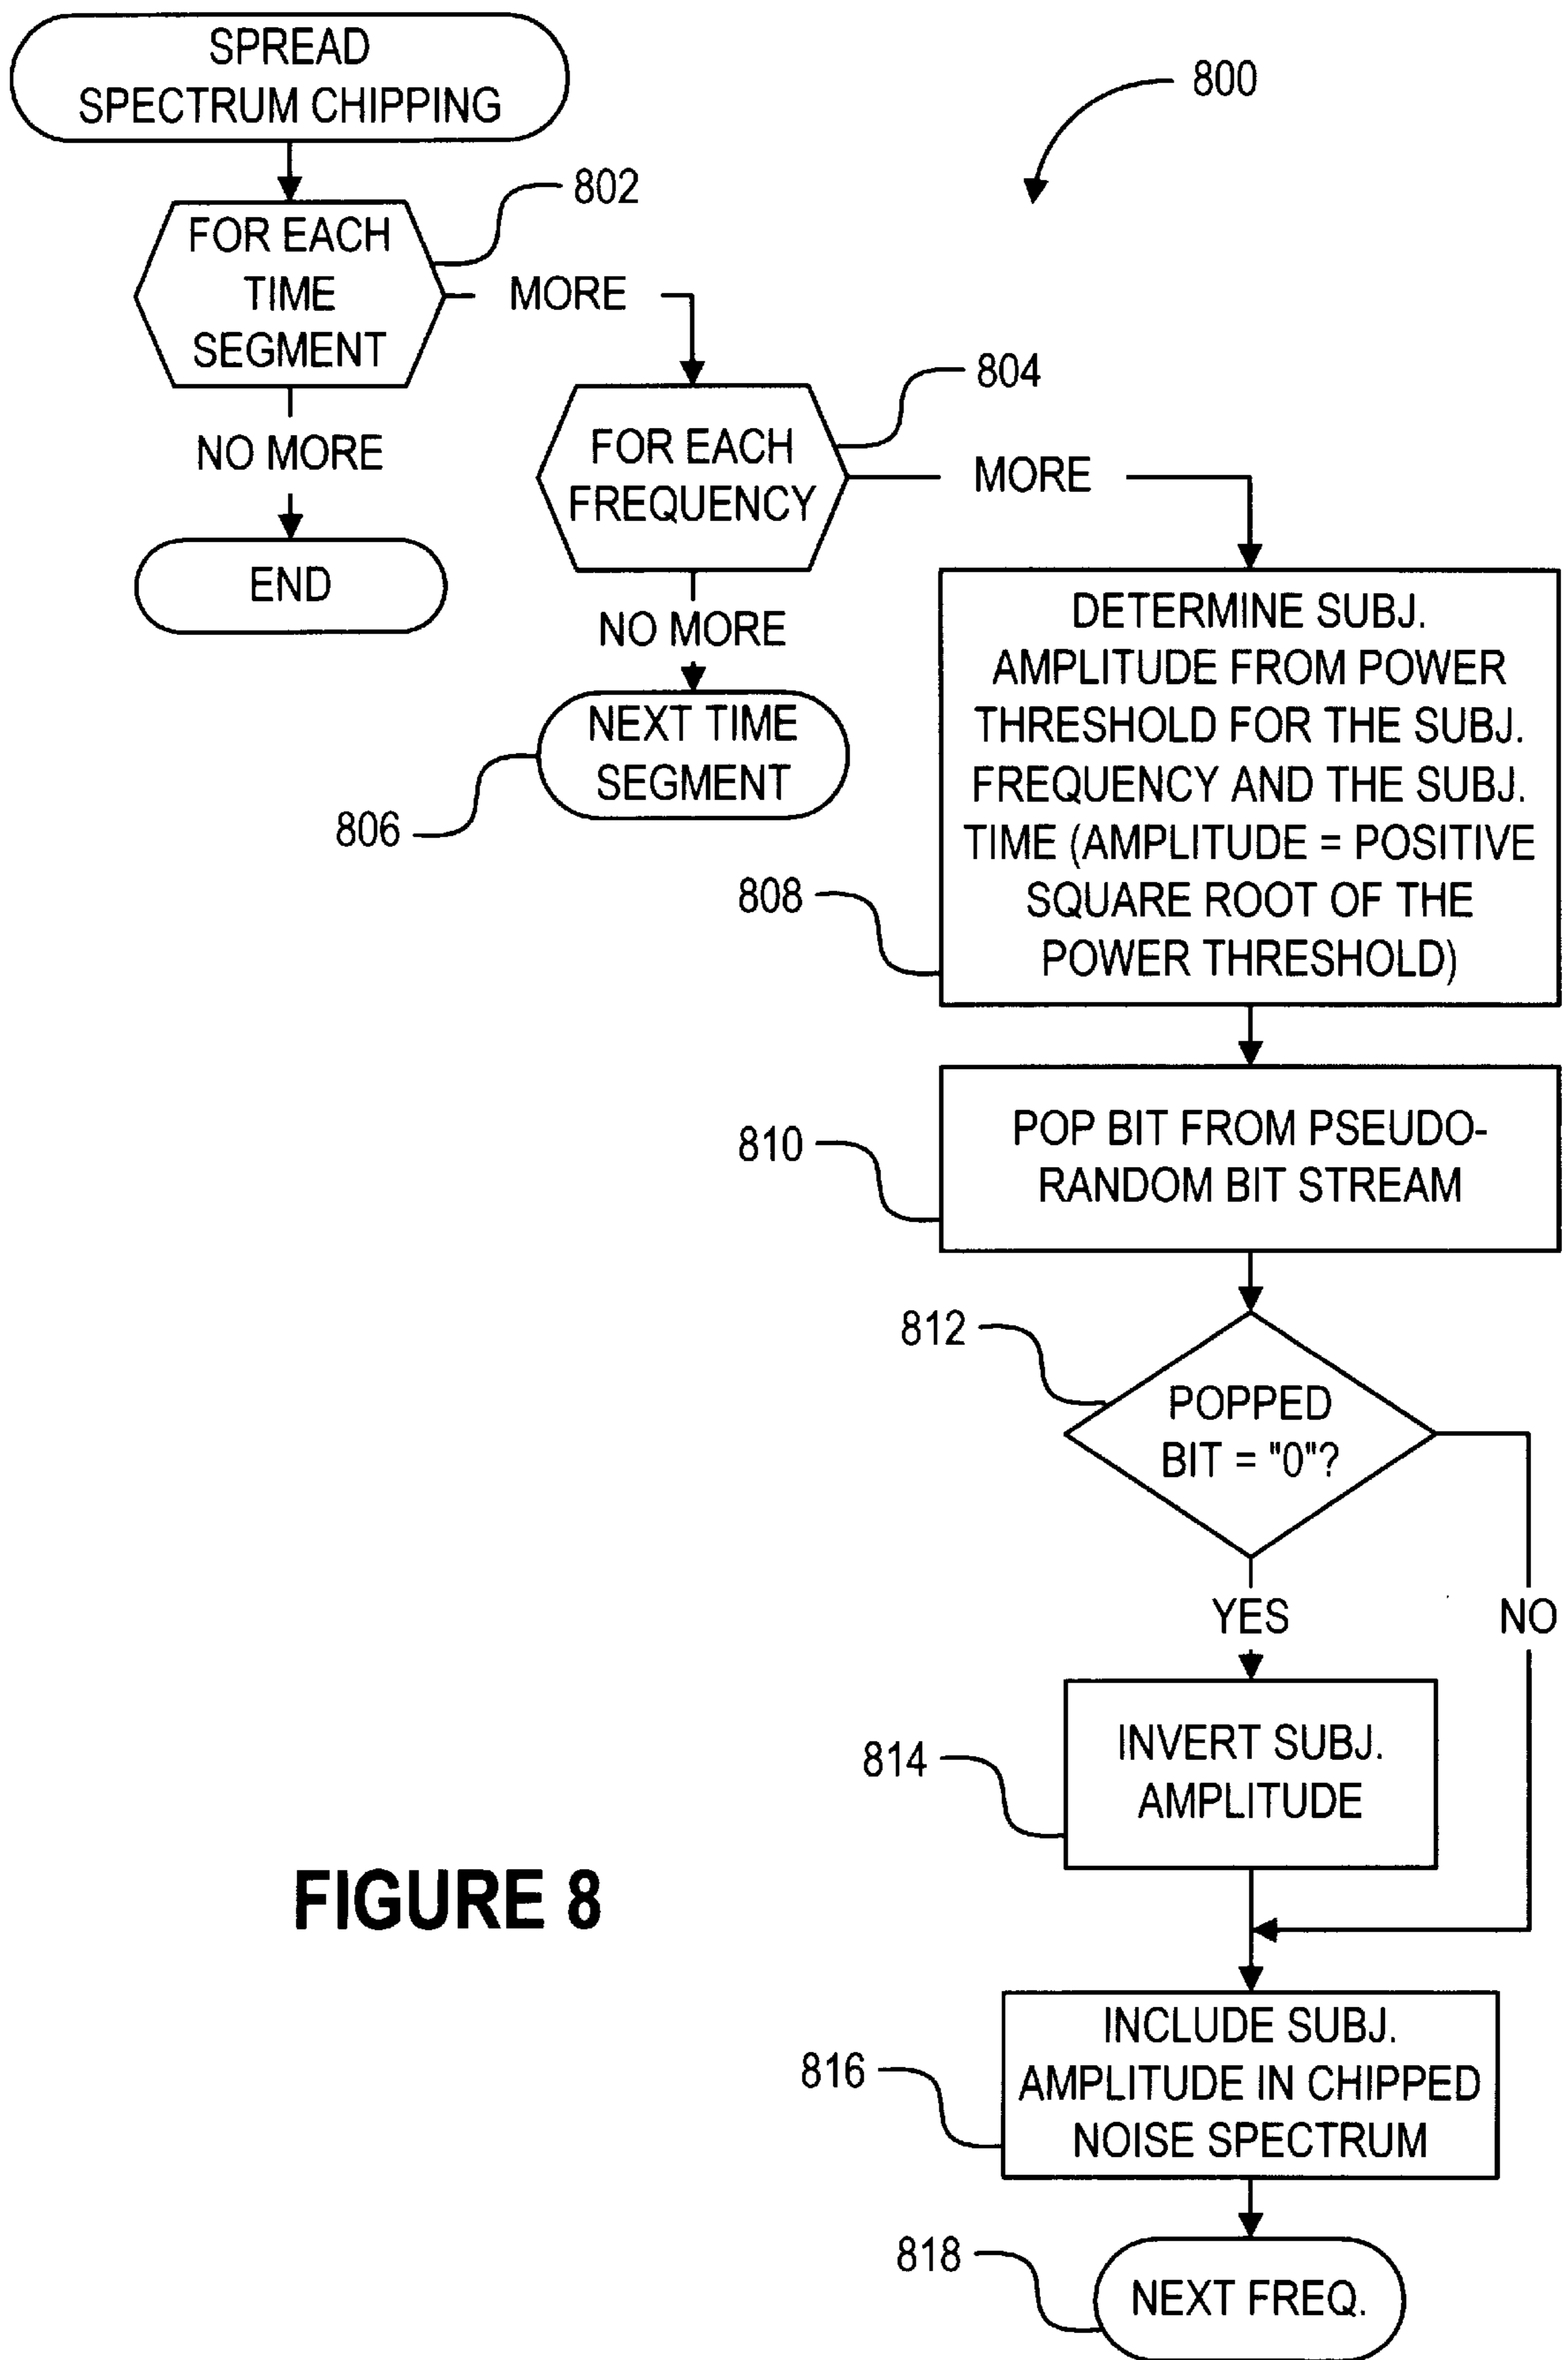 SPREAD
SPECTRUM CHIPPING
800
802
FOR EACH
TIME
SEGMENT
MORE
NO MORE
END
804
FOR EACH
FREQUENCY
MORE
NO MORE
NEXT TIME
SEGMENT
806
DETERMINE SUBJ.
AMPLITUDE FROM POWER
THRESHOLD FOR THE SUBJ.
FREQUENCY AND THE SUBJ.
TIME (AMPLITUDE = POSITIVE
SQUARE ROOT OF THE
POWER THRESHOLD)
808
POP BIT FROM PSEUDO-
RANDOM BIT STREAM
810
812
POPPED
BIT = "0"?
YES
NO
INVERT SUBJ.
AMPLITUDE
814
FIGURE 8
INCLUDE SUBJ.
AMPLITUDE IN CHIPPED
NOISE SPECTRUM
816
818
NEXT FREQ.